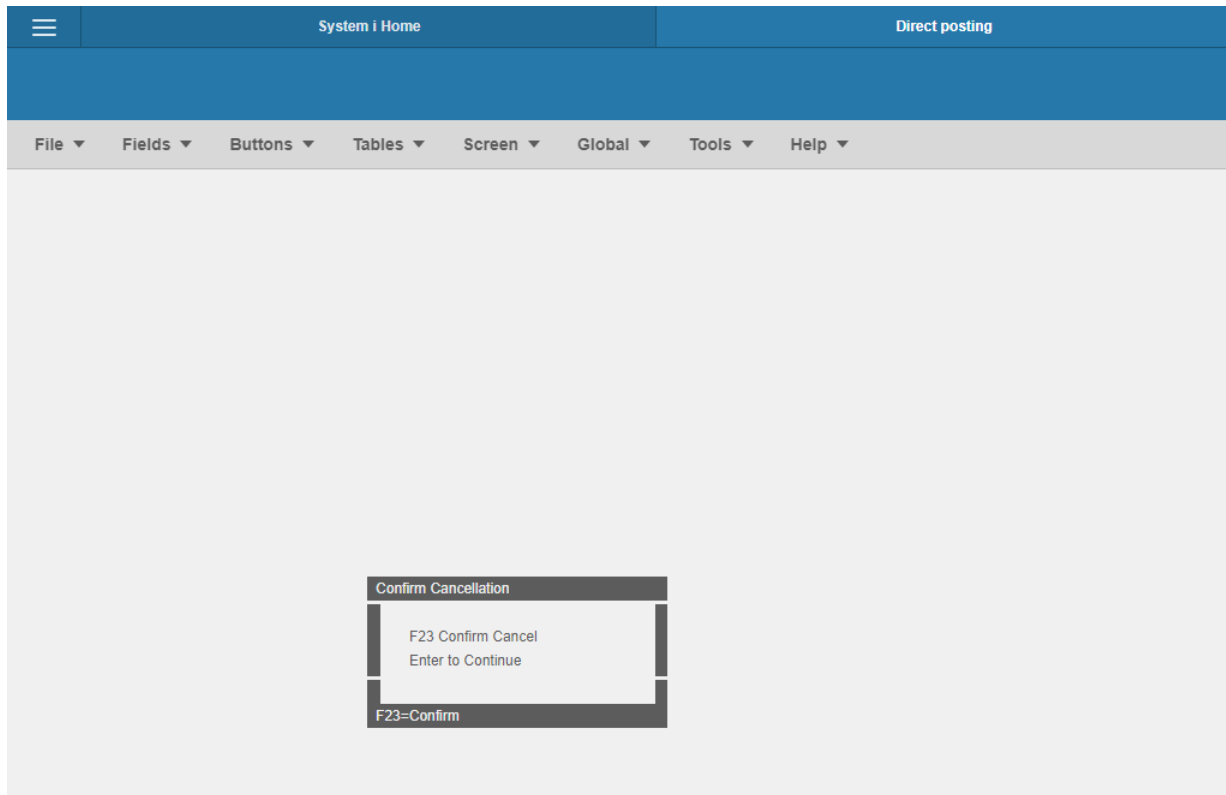 System i Home Direct posting
File Fields Buttons Tables Screen Global Tools Help
Confirm Cancellation
F23 Confirm Cancel
Enter to Continue
F23=Confirm